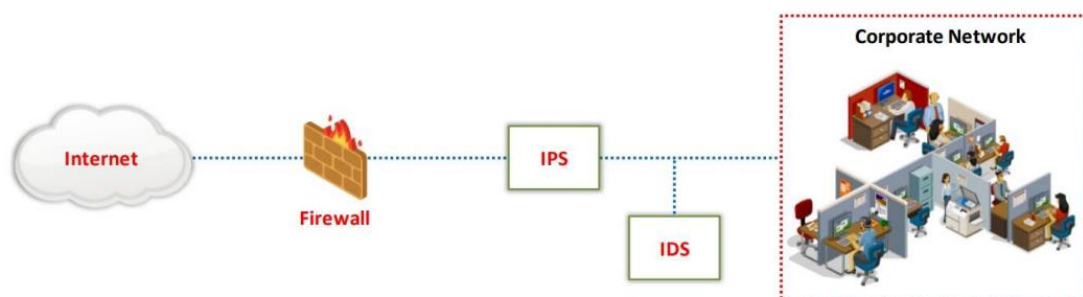 Corporate Network
Internet
IPS
Firewall
IDS